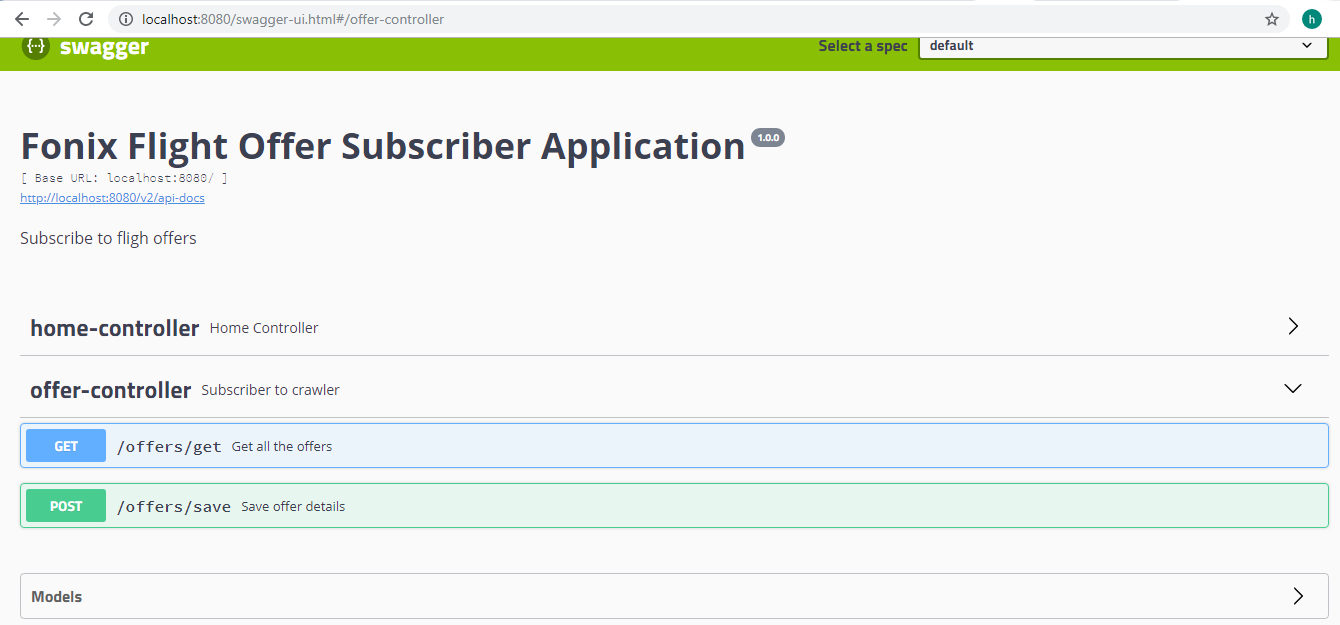 localhost:8080/swagger-ui.html#/offer-controller
h
{···} swagger
Select a spec default
Fonix Flight Offer Subscriber Application 1.0.0
[ Base URL: localhost:8080/ ]
http://localhost:8080/v2/api-docs
Subscribe to fligh offers
home-controller Home Controller
offer-controller Subscriber to crawler
GET /offers/get Get all the offers
POST /offers/save Save offer details
Models